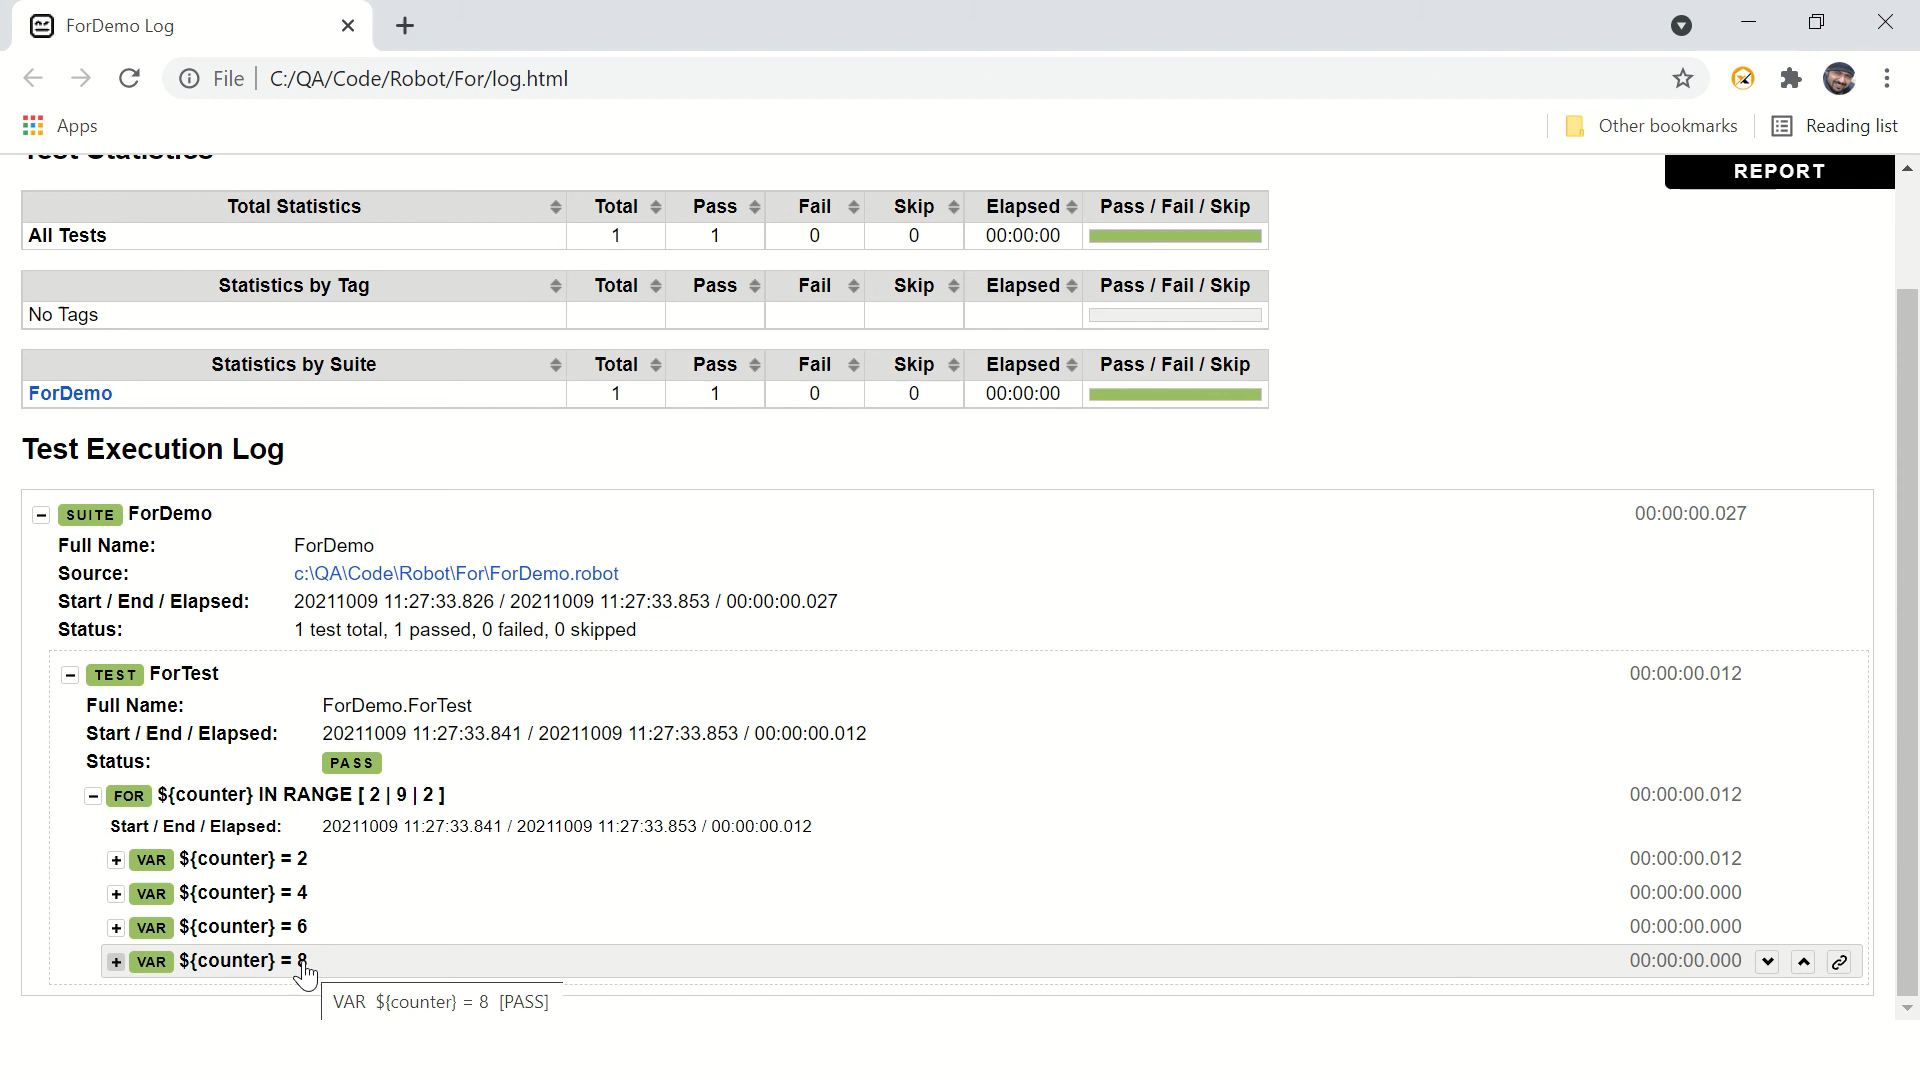 ForDemo Log
File | C:/QA/Code/Robot/For/log.html
Apps
Other bookmarks
Reading list
Test Statistics
REPORT
Total Statistics Total Pass Fail Skip Elapsed Pass / Fail / Skip
All Tests 1 1 0 0 00:00:00
Statistics by Tag Total Pass Fail Skip Elapsed Pass / Fail / Skip
No Tags
Statistics by Suite Total Pass Fail Skip Elapsed Pass / Fail / Skip
ForDemo 1 1 0 0 00:00:00
Test Execution Log
SUITE ForDemo 00:00:00.027
Full Name: ForDemo
Source: c:\QA\Code\Robot\For\ForDemo.robot
Start / End / Elapsed: 20211009 11:27:33.826 / 20211009 11:27:33.853 / 00:00:00.027
Status: 1 test total, 1 passed, 0 failed, 0 skipped
TEST ForTest 00:00:00.012
Full Name: ForDemo.ForTest
Start / End / Elapsed: 20211009 11:27:33.841 / 20211009 11:27:33.853 / 00:00:00.012
Status: PASS
FOR ${counter} IN RANGE [ 2 | 9 | 2 ] 00:00:00.012
Start / End / Elapsed: 20211009 11:27:33.841 / 20211009 11:27:33.853 / 00:00:00.012
VAR ${counter} = 2 00:00:00.012
VAR ${counter} = 4 00:00:00.000
VAR ${counter} = 6 00:00:00.000
VAR ${counter} = 8 00:00:00.000
VAR ${counter} = 8 [PASS]